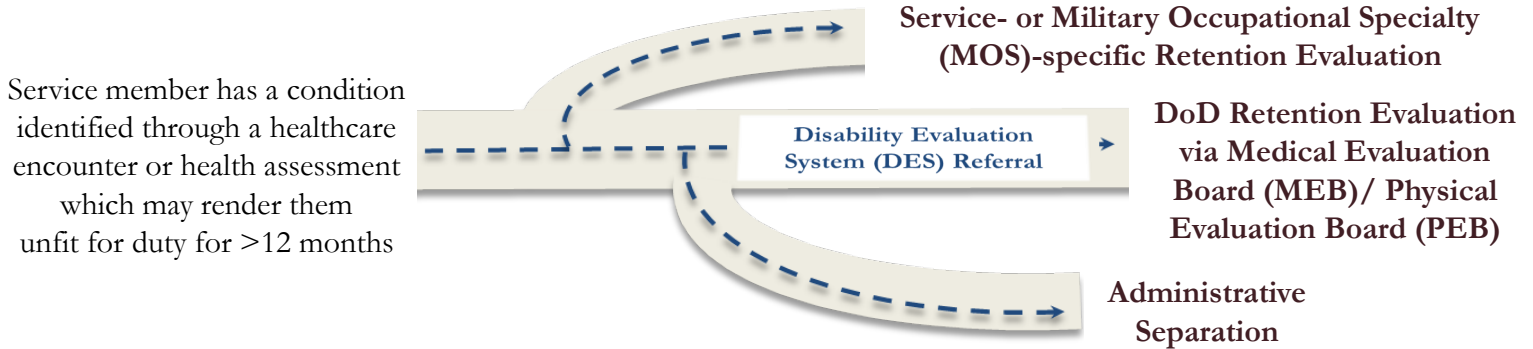 Service member has a condition
identified through a healthcare
encounter or health assessment
which may render them
unfit for duty for >12 months
Service- or Military Occupational Specialty
(MOS)-specific Retention Evaluation
Disability Evaluation
System (DES) Referral
DoD Retention Evaluation
via Medical Evaluation
Board (MEB)/ Physical
Evaluation Board (PEB)
Administrative
Separation